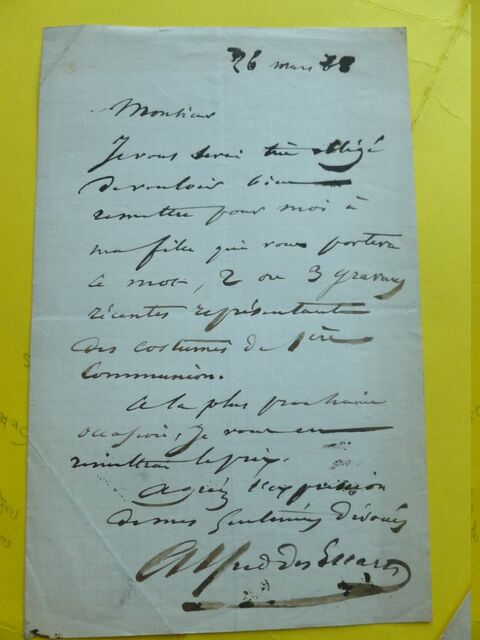 26 mars 78
Monsieur
Je vous serai très obligé
de vouloir bien
remettre pour moi à
ma fille qui vous portera
ce mot, 2 ou 3 gravures
récentes représentant
des costumes de 1ère
Communion.
A la plus prochaine
occasion, je vous en
remettrai le prix.
Agréez l'expression
de mes sentiments dévoués
Alfred des Essarts